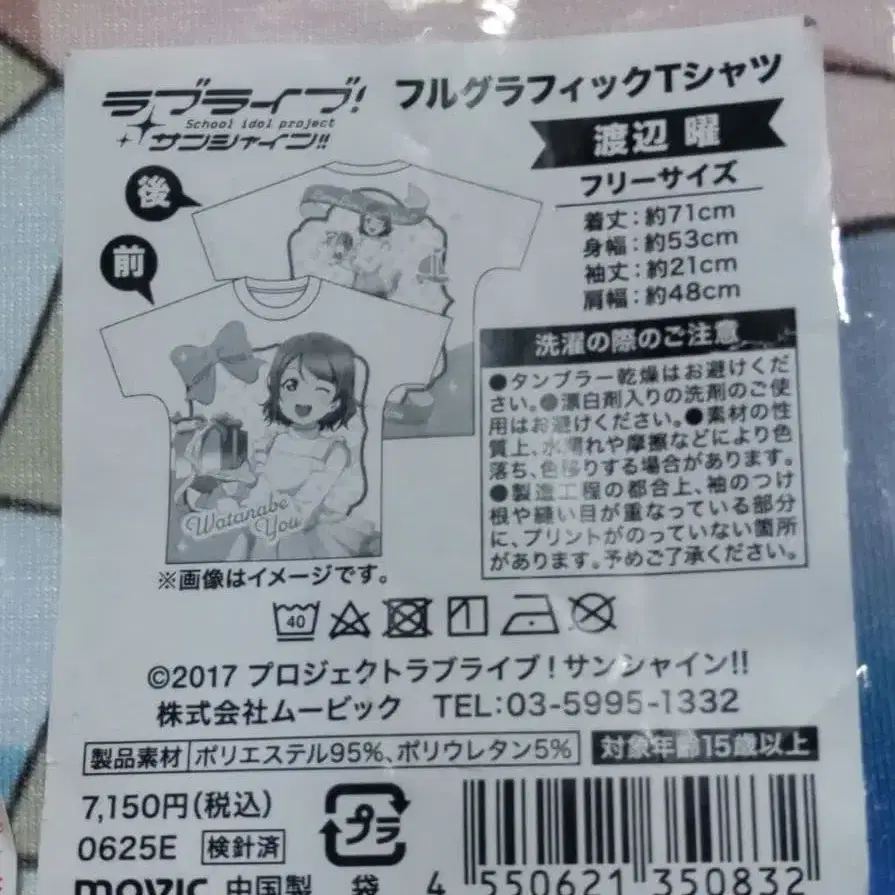 ラブライブ!
School idol project
サンシャイン!!
フルグラフィックTシャツ
渡辺 曜
フリーサイズ
着丈：約71cm
身幅：約53cm
袖丈：約21cm
肩幅：約48cm
後
前
Watanabe
You
※画像はイメージです。
洗濯の際のご注意
●タンブラー乾燥はお避けくだ
さい。●漂白剤入りの洗剤のご使
用はお避けください。●素材の性
質上、水濡れや摩擦などにより色
落ち、色移りする場合があります。
●製造工程の都合上、袖のつけ
根や縫い目が重なっている部分
に、プリントがのっていない箇所
があります。予めご了承ください。
40
©2017 プロジェクトラブライブ！サンシャイン!!
株式会社ムービック TEL:03-5995-1332
製品素材 ポリエステル95%、ポリウレタン5%
対象年齢15歳以上
7,150円(税込)
0625E 検針済
プラ
movic 中国製 袋
4 550621 350832